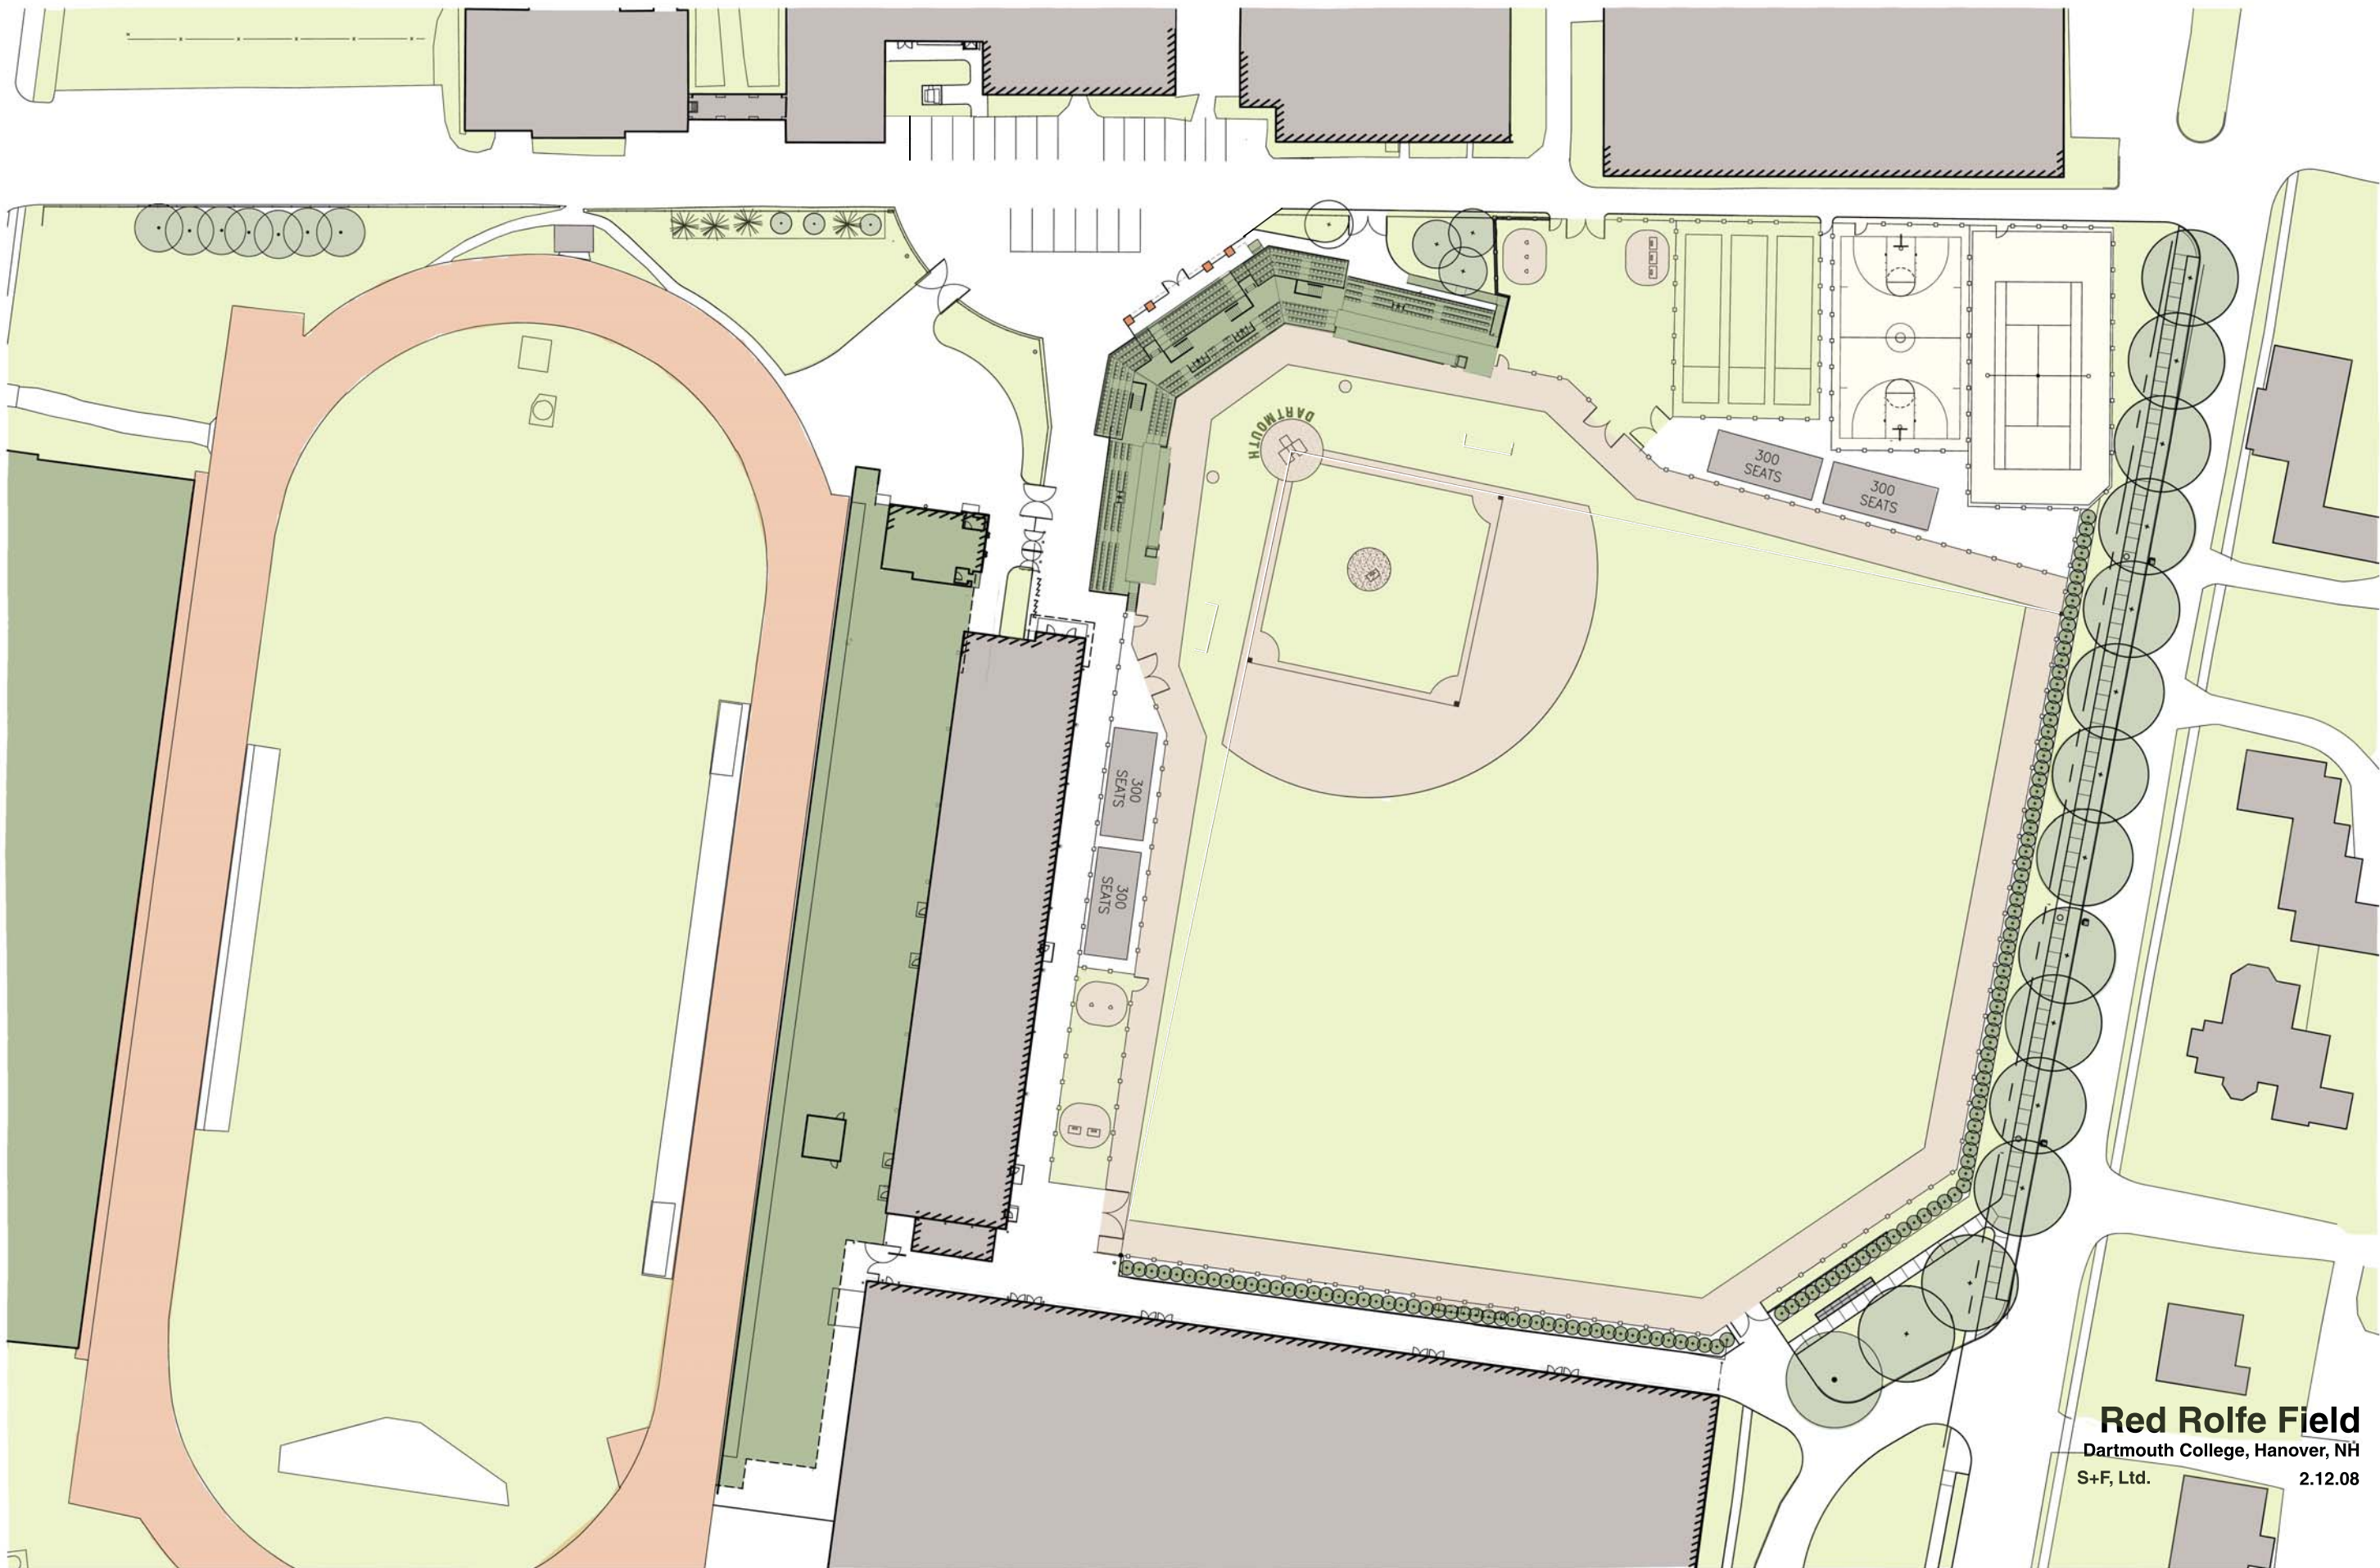 DARTMOUTH
300
SEATS
300
SEATS
300
SEATS
300
SEATS
Red Rolfe Field
Dartmouth College, Hanover, NH
S+F, Ltd. 2.12.08